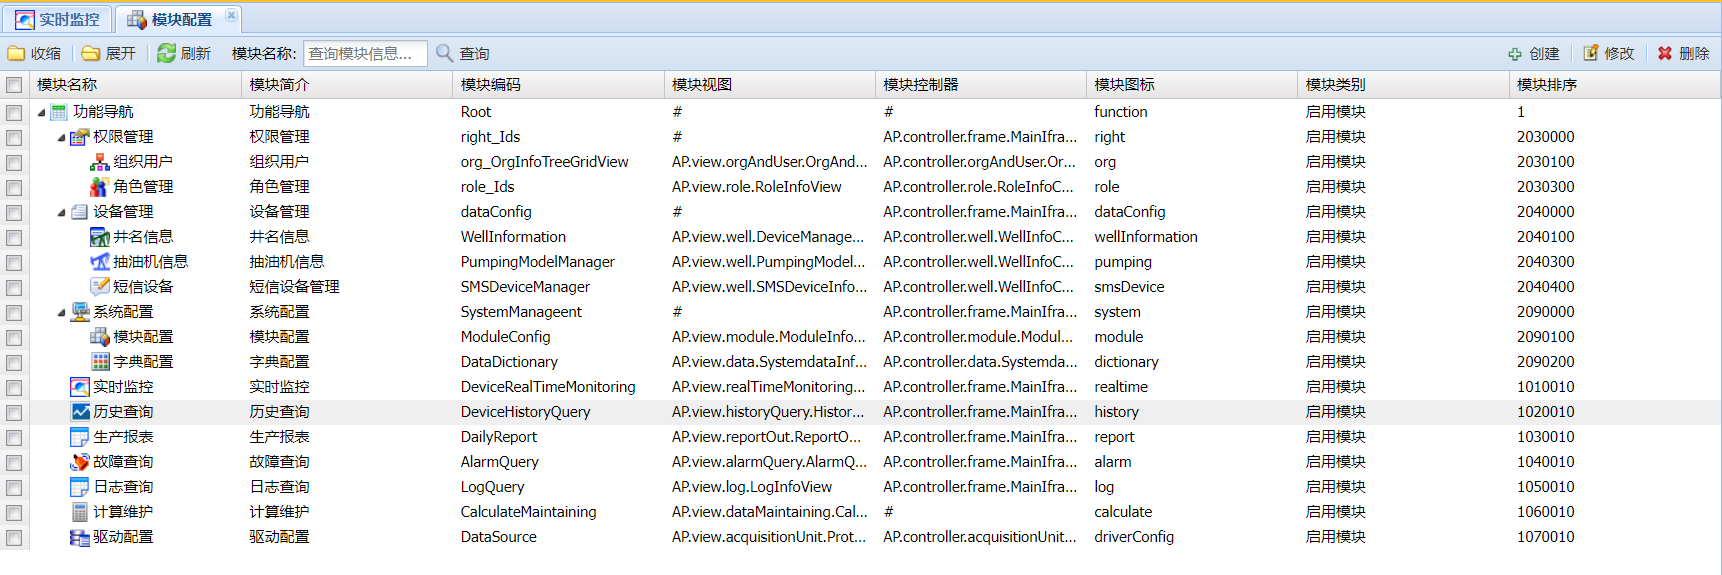 实时监控 模块配置
收缩 展开 刷新 模块名称: 查询模块信息... 查询 创建 修改 删除
模块名称 模块简介 模块编码 模块视图 模块控制器 模块图标 模块类别 模块排序
功能导航 功能导航 Root # # function 启用模块 1
权限管理 权限管理 right_Ids # AP.controller.frame.MainIfra... right 启用模块 2030000
组织用户 组织用户 org_OrgInfoTreeGridView AP.view.orgAndUser.OrgAnd... AP.controller.orgAndUser.Or... org 启用模块 2030100
角色管理 角色管理 role_Ids AP.view.role.RoleInfoView AP.controller.role.RoleInfoC... role 启用模块 2030300
设备管理 设备管理 dataConfig # AP.controller.frame.MainIfra... dataConfig 启用模块 2040000
井名信息 井名信息 WellInformation AP.view.well.DeviceManage... AP.controller.well.WellInfoC... wellInformation 启用模块 2040100
抽油机信息 抽油机信息 PumpingModelManager AP.view.well.PumpingModel... AP.controller.well.WellInfoC... pumping 启用模块 2040300
短信设备 短信设备管理 SMSDeviceManager AP.view.well.SMSDeviceInfo... AP.controller.well.WellInfoC... smsDevice 启用模块 2040400
系统配置 系统配置 SystemManageent # AP.controller.frame.MainIfra... system 启用模块 2090000
模块配置 模块配置 ModuleConfig AP.view.module.ModuleInfo... AP.controller.module.Modul... module 启用模块 2090100
字典配置 字典配置 DataDictionary AP.view.data.SystemdataInf... AP.controller.data.Systemda... dictionary 启用模块 2090200
实时监控 实时监控 DeviceRealTimeMonitoring AP.view.realTimeMonitoring... AP.controller.frame.MainIfra... realtime 启用模块 1010010
历史查询 历史查询 DeviceHistoryQuery AP.view.historyQuery.Histor... AP.controller.frame.MainIfra... history 启用模块 1020010
生产报表 生产报表 DailyReport AP.view.reportOut.ReportO... AP.controller.frame.MainIfra... report 启用模块 1030010
故障查询 故障查询 AlarmQuery AP.view.alarmQuery.AlarmQ... AP.controller.frame.MainIfra... alarm 启用模块 1040010
日志查询 日志查询 LogQuery AP.view.log.LogInfoView AP.controller.frame.MainIfra... log 启用模块 1050010
计算维护 计算维护 CalculateMaintaining AP.view.dataMaintaining.Cal... # calculate 启用模块 1060010
驱动配置 驱动配置 DataSource AP.view.acquisitionUnit.Prot... AP.controller.acquisitionUnit... driverConfig 启用模块 1070010